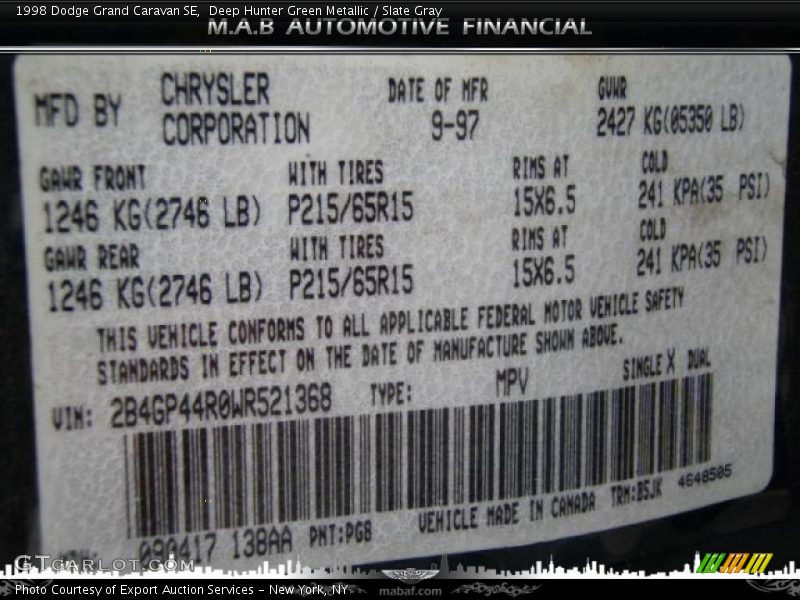 1998 Dodge Grand Caravan SE, Deep Hunter Green Metallic / Slate Gray
M.A.B AUTOMOTIVE FINANCIAL
MFD BY CHRYSLER CORPORATION DATE OF MFR 9-97 GVWR 2427 KG(05350 LB)
GAWR FRONT WITH TIRES RIMS AT COLD
1246 KG(2746 LB) P215/65R15 15X6.5 241 KPA(35 PSI)
GAWR REAR WITH TIRES RIMS AT COLD
1246 KG(2746 LB) P215/65R15 15X6.5 241 KPA(35 PSI)
THIS VEHICLE CONFORMS TO ALL APPLICABLE FEDERAL MOTOR VEHICLE SAFETY
STANDARDS IN EFFECT ON THE DATE OF MANUFACTURE SHOWN ABOVE.
SINGLE X DUAL
VIN: 2B4GP44R0WR521368 TYPE: MPV
090417 138AA PNT:PG8 VEHICLE MADE IN CANADA TRM:B5JK 4648505
GTcarlot.com
Photo Courtesy of Export Auction Services - New York, NY
mabaf.com